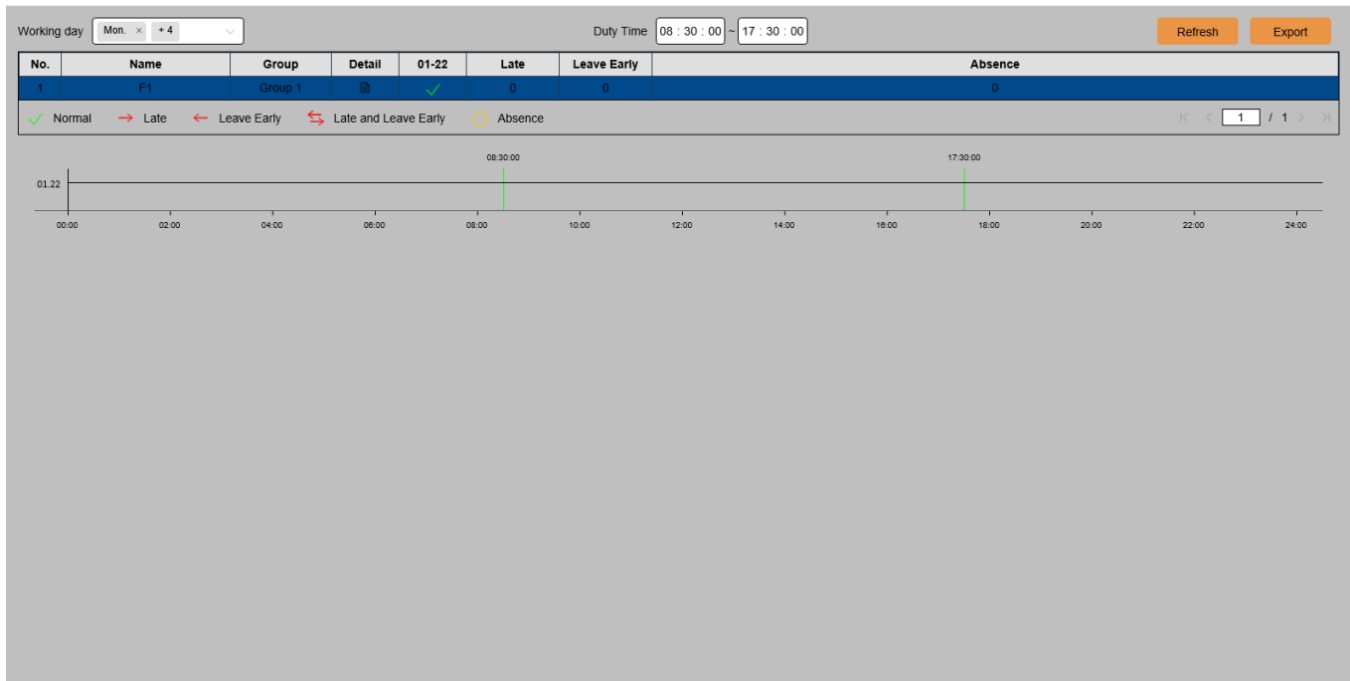 Working day Mon. × + 4 Duty Time 08 : 30 : 00 ~ 17 : 30 : 00 Refresh Export
No. Name Group Detail 01-22 Late Leave Early Absence
1 F1 Group 1 0 0 0
Normal Late Leave Early Late and Leave Early Absence 1 / 1
08:30:00 17:30:00
01.22
00:00 02:00 04:00 06:00 08:00 10:00 12:00 14:00 16:00 18:00 20:00 22:00 24:00